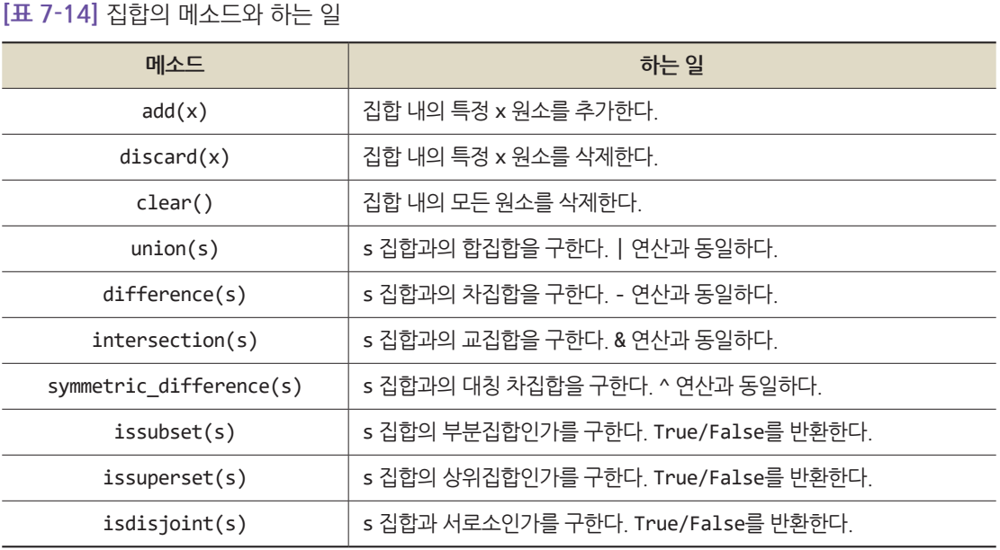 [표 7-14] 집합의 메소드와 하는 일
메소드 하는 일
add(x) 집합 내의 특정 x 원소를 추가한다.
discard(x) 집합 내의 특정 x 원소를 삭제한다.
clear() 집합 내의 모든 원소를 삭제한다.
union(s) s 집합과의 합집합을 구한다. | 연산과 동일하다.
difference(s) s 집합과의 차집합을 구한다. - 연산과 동일하다.
intersection(s) s 집합과의 교집합을 구한다. & 연산과 동일하다.
symmetric_difference(s) s 집합과의 대칭 차집합을 구한다. ^ 연산과 동일하다.
issubset(s) s 집합의 부분집합인가를 구한다. True/False를 반환한다.
issuperset(s) s 집합의 상위집합인가를 구한다. True/False를 반환한다.
isdisjoint(s) s 집합과 서로소인가를 구한다. True/False를 반환한다.